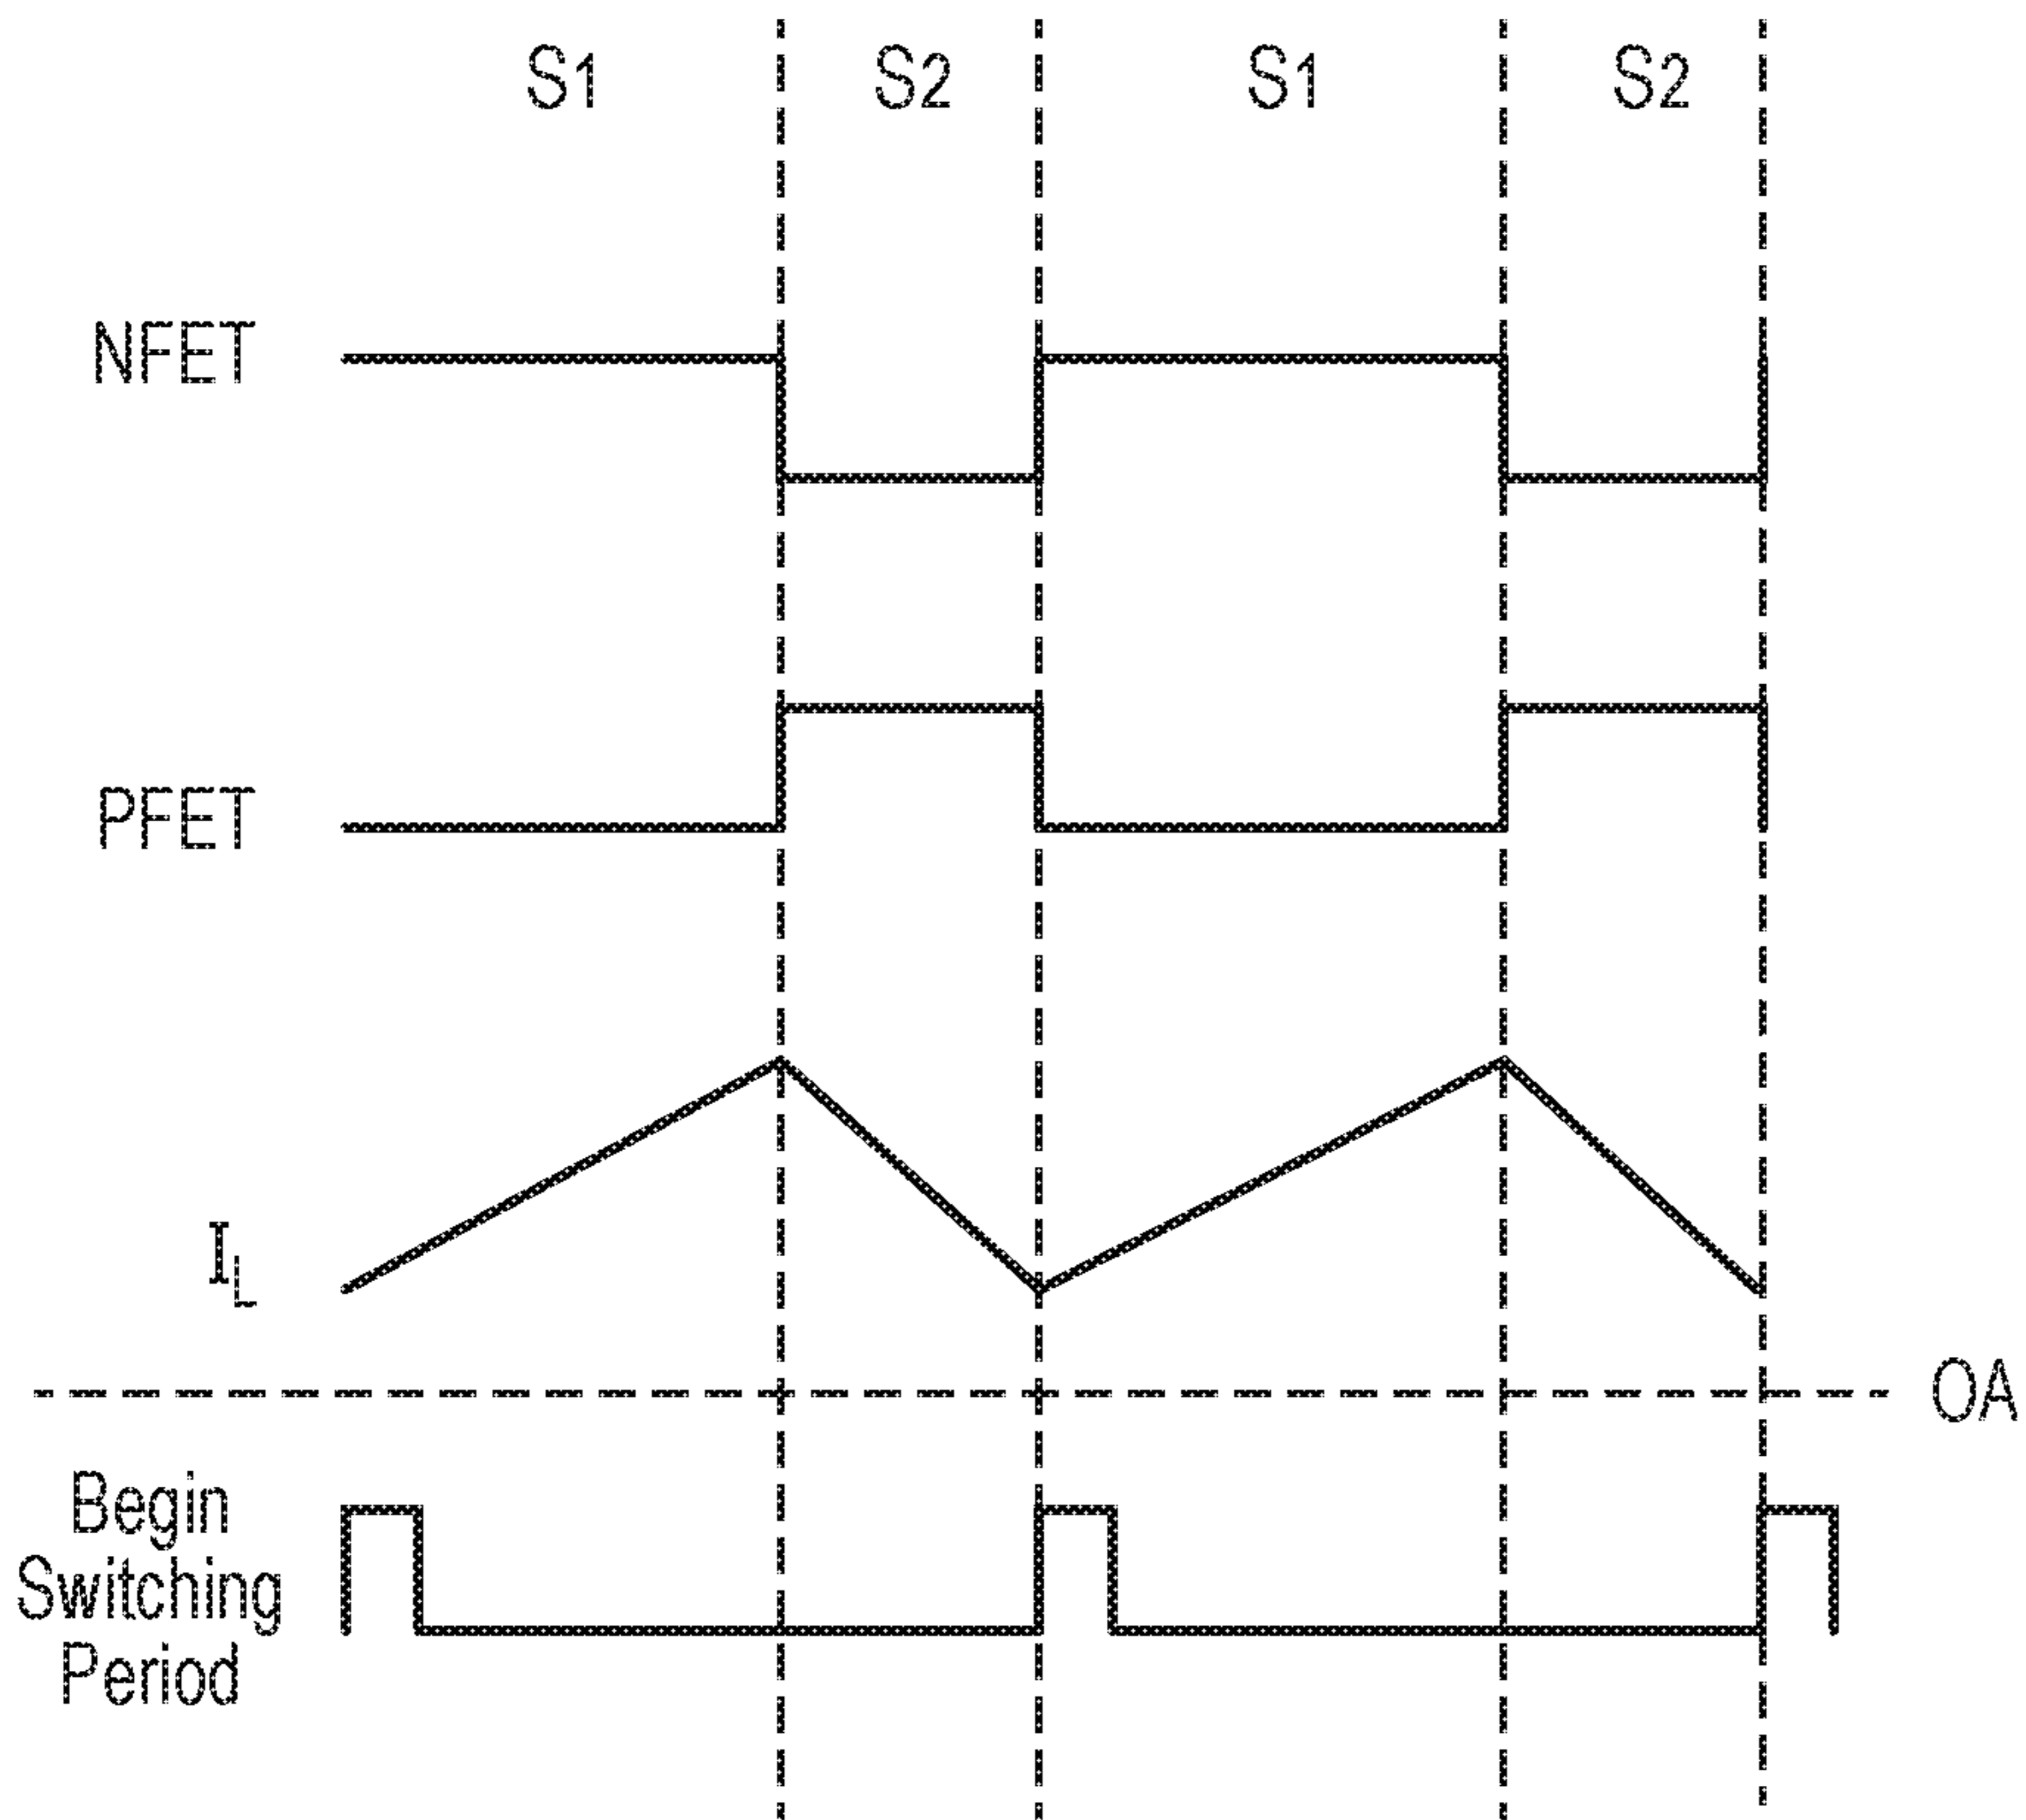 S1 S2 S1 S2
NFET
PFET
IL
OA
Begin
Switching
Period